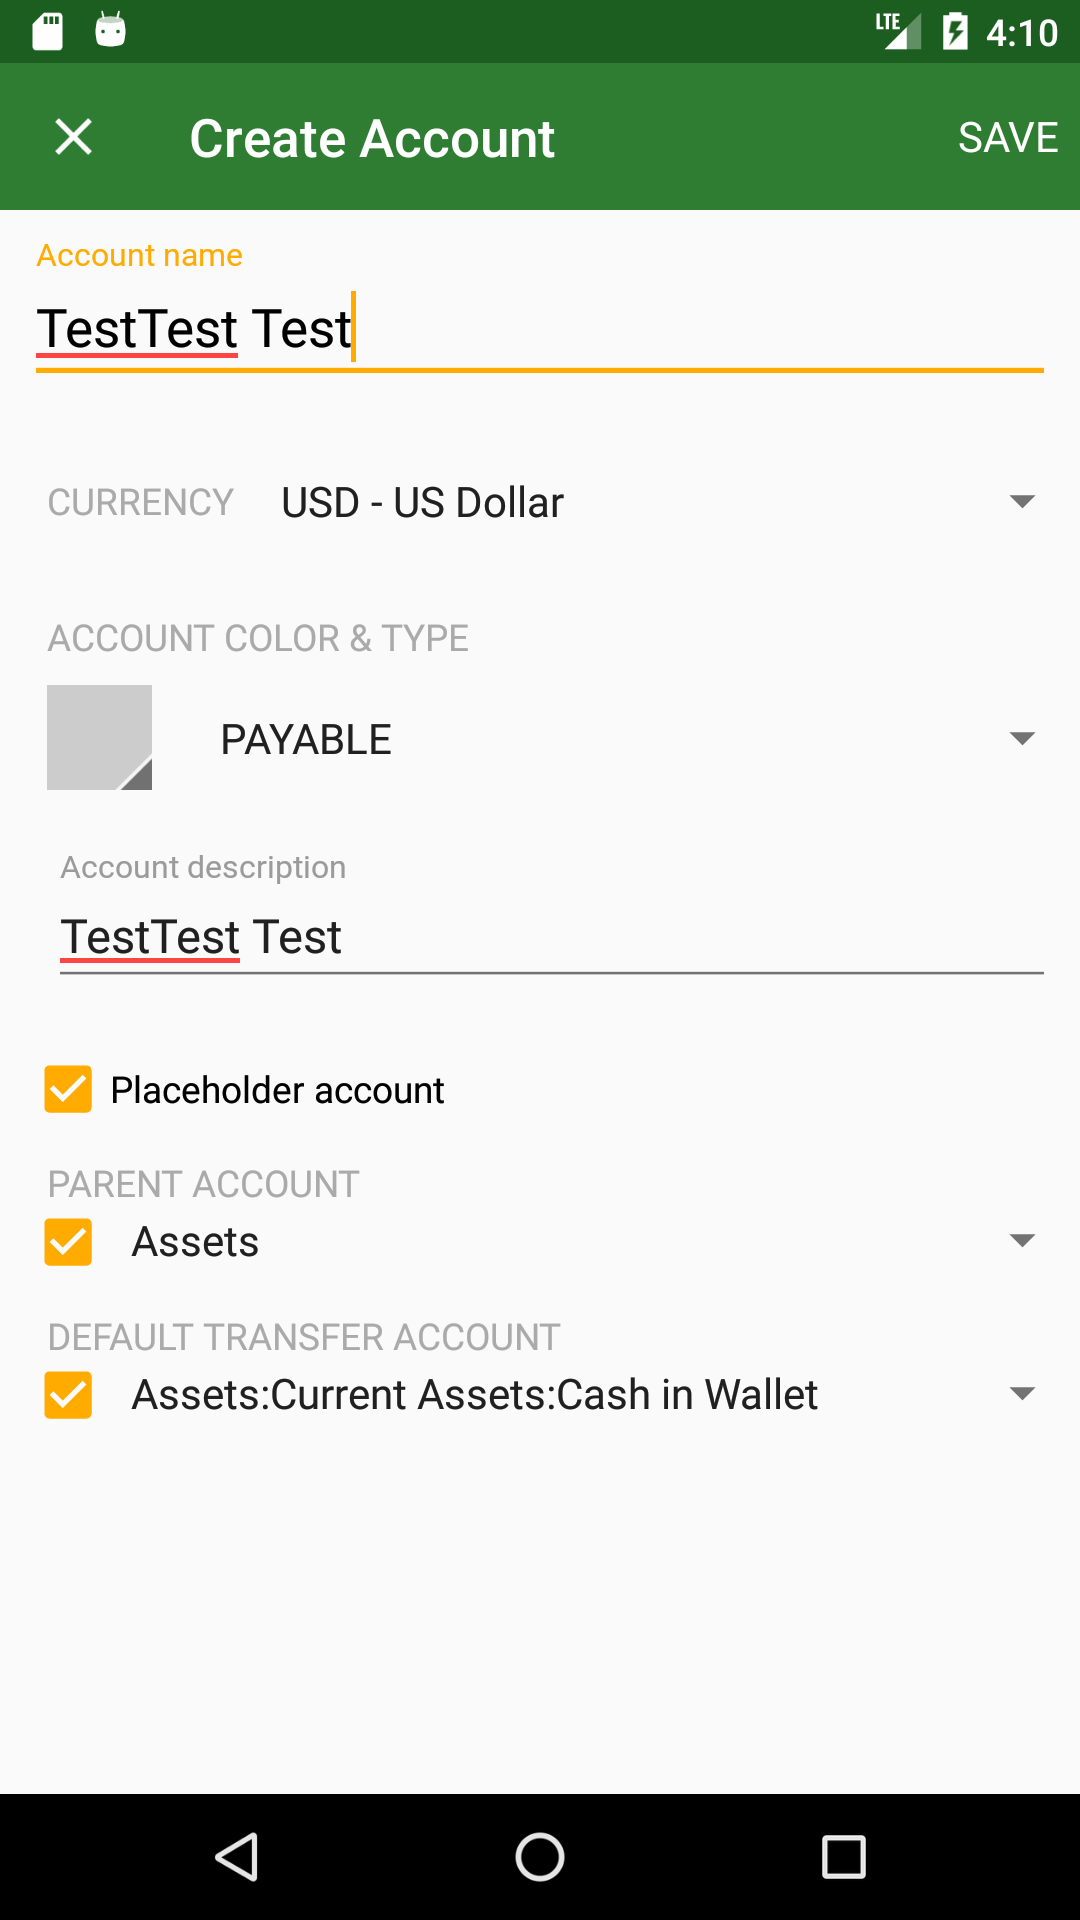 LTE 4:10
Create Account SAVE
Account name
TestTest Test
CURRENCY USD - US Dollar
ACCOUNT COLOR & TYPE
PAYABLE
Account description
TestTest Test
Placeholder account
PARENT ACCOUNT
Assets
DEFAULT TRANSFER ACCOUNT
Assets:Current Assets:Cash in Wallet